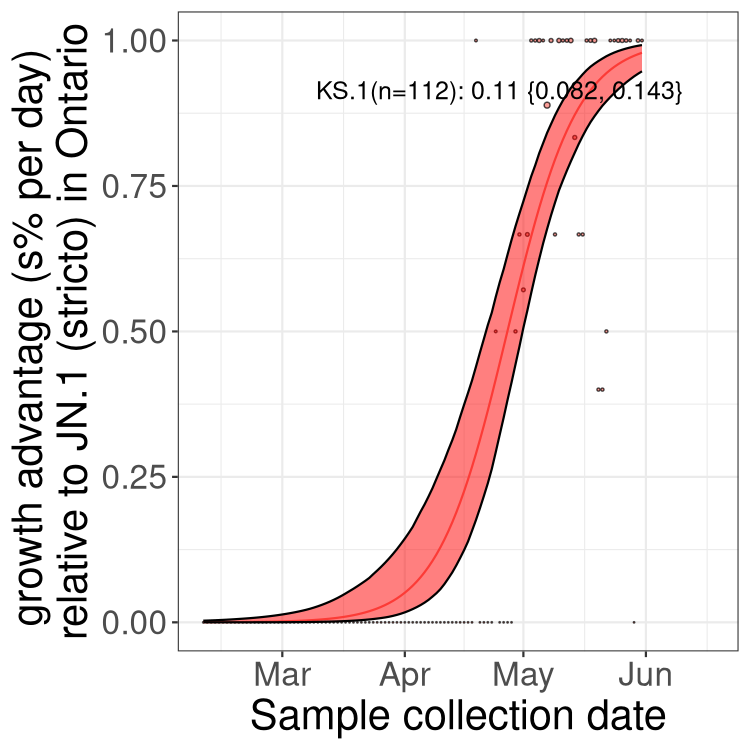 growth advantage (s% per day)
relative to JN.1 (stricto) in Ontario
1.00
0.75
0.50
0.25
0.00
KS.1(n=112): 0.11 {0.082, 0.143}
Mar
Apr
May
Jun
Sample collection date